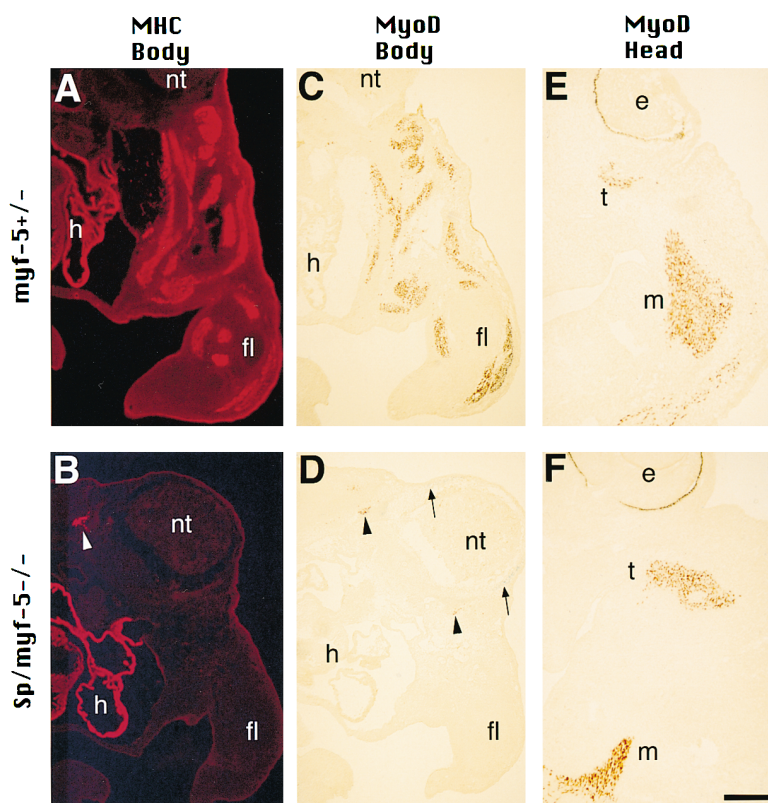 MHC
Body
MyoD
Body
MyoD
Head
myf-5+/-
A
nt
h
fl
C
nt
h
fl
E
e
t
m
Sp/myf-5-/-
B
nt
h
fl
D
nt
h
fl
F
e
t
m